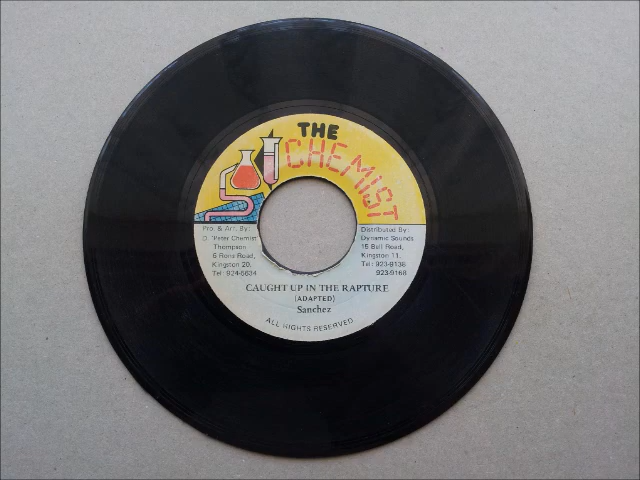 THE
CHEMIST
Pro. & Arr. By:
D. "Peter Chemist
Thompson
6 Rons Road,
Kingston 20.
Tel: 924-6634
Distributed By:
Dynamic Sounds
15 Bell Road,
Kingston 11.
Tel: 923-9138
923-9168
CAUGHT UP IN THE RAPTURE
(ADAPTED)
Sanchez
ALL RIGHTS RESERVED